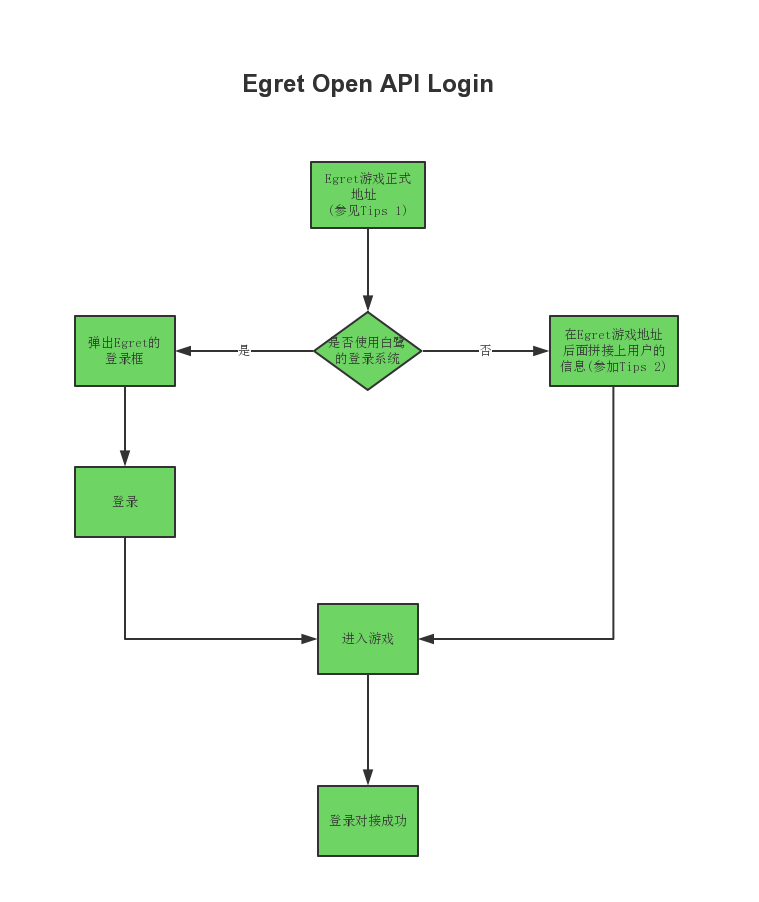 Egret Open API Login
Egret游戏正式
地址
(参见Tips 1)
弹出Egret的
登录框
是
是否使用白鹭
的登录系统
否
在Egret游戏地址
后面拼接上用户的
信息(参加Tips 2)
登录
进入游戏
登录对接成功